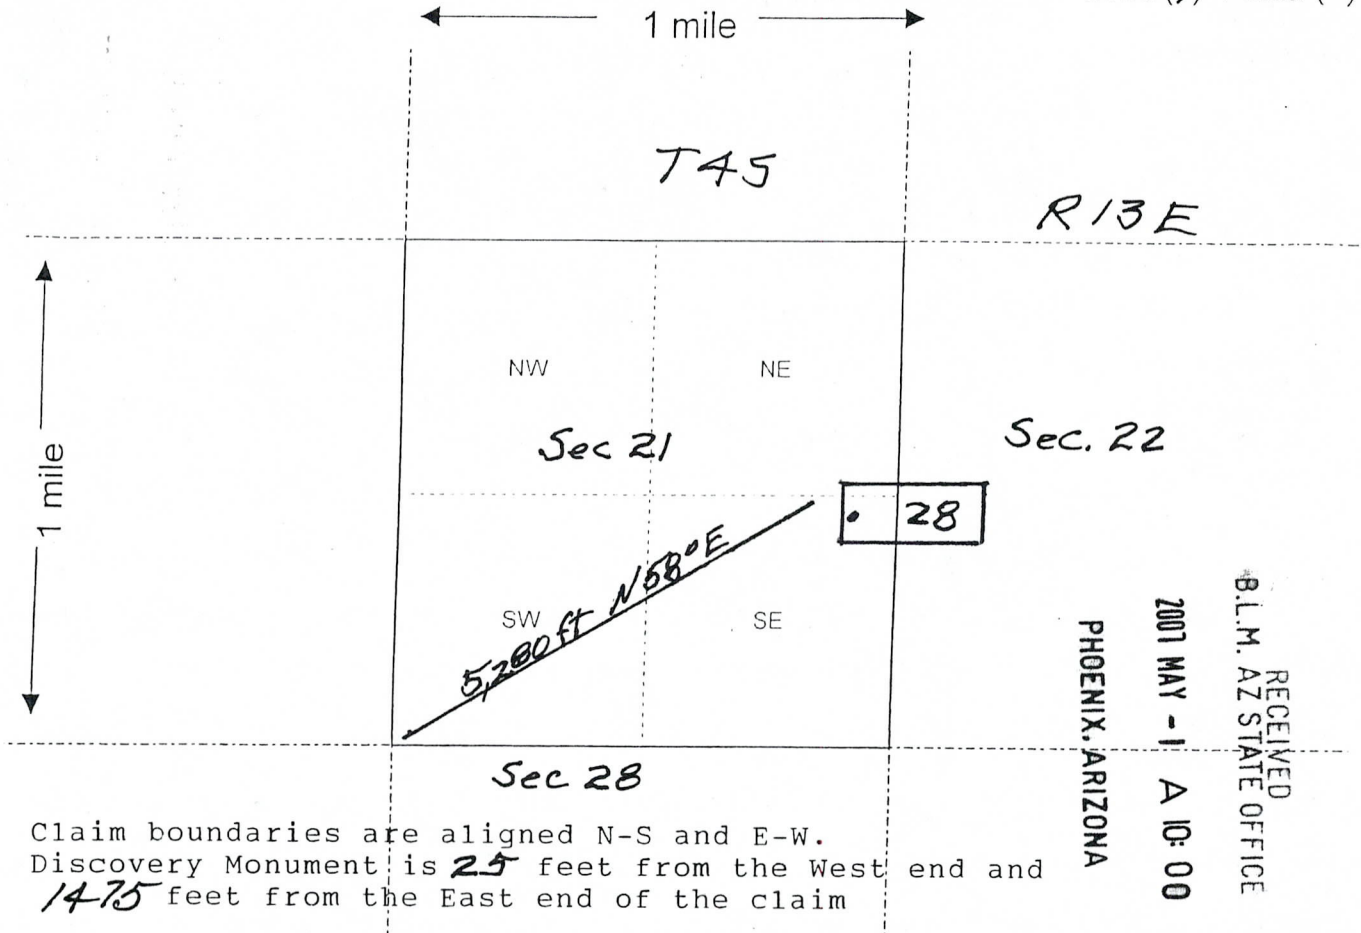 1 mile
T4S
R13E
NW
NE
Sec 21
Sec. 22
1 mile
28
5,280 ft N58°E
SW
SE
Sec 28
Claim boundaries are aligned N-S and E-W.
Discovery Monument is 25 feet from the West end and
1475 feet from the East end of the claim
RECEIVED
B.L.M. AZ STATE OFFICE
2007 MAY - 1 A 10: 00
PHOENIX, ARIZONA